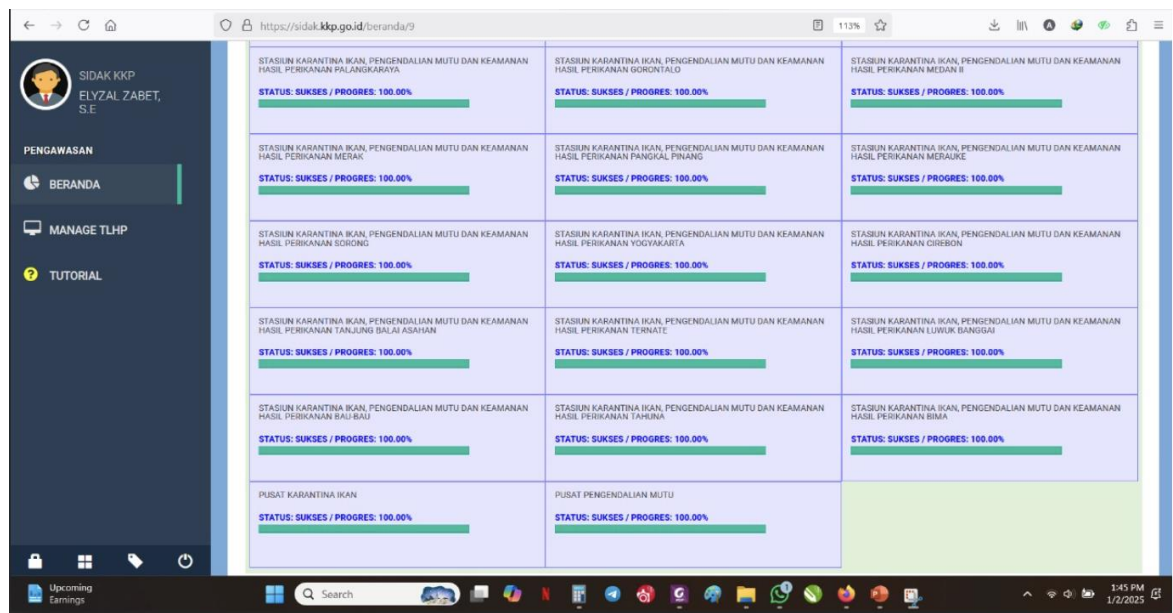 https://sidak.kkp.go.id/beranda/9
113%
SIDAK KKP
ELYZAL ZABET,
S.E
PENGAWASAN
BERANDA
MANAGE TLHP
? TUTORIAL
STASIUN KARANTINA IKAN, PENGENDALIAN MUTU DAN KEAMANAN
HASIL PERIKANAN PALANGKARAYA
STATUS: SUKSES / PROGRES: 100.00%
STASIUN KARANTINA IKAN, PENGENDALIAN MUTU DAN KEAMANAN
HASIL PERIKANAN GORONTALO
STATUS: SUKSES / PROGRES: 100.00%
STASIUN KARANTINA IKAN, PENGENDALIAN MUTU DAN KEAMANAN
HASIL PERIKANAN MEDAN II
STATUS: SUKSES / PROGRES: 100.00%
STASIUN KARANTINA IKAN, PENGENDALIAN MUTU DAN KEAMANAN
HASIL PERIKANAN MERAK
STATUS: SUKSES / PROGRES: 100.00%
STASIUN KARANTINA IKAN, PENGENDALIAN MUTU DAN KEAMANAN
HASIL PERIKANAN PANGKAL PINANG
STATUS: SUKSES / PROGRES: 100.00%
STASIUN KARANTINA IKAN, PENGENDALIAN MUTU DAN KEAMANAN
HASIL PERIKANAN MERAUKE
STATUS: SUKSES / PROGRES: 100.00%
STASIUN KARANTINA IKAN, PENGENDALIAN MUTU DAN KEAMANAN
HASIL PERIKANAN SORONG
STATUS: SUKSES / PROGRES: 100.00%
STASIUN KARANTINA IKAN, PENGENDALIAN MUTU DAN KEAMANAN
HASIL PERIKANAN YOGYAKARTA
STATUS: SUKSES / PROGRES: 100.00%
STASIUN KARANTINA IKAN, PENGENDALIAN MUTU DAN KEAMANAN
HASIL PERIKANAN CIREBON
STATUS: SUKSES / PROGRES: 100.00%
STASIUN KARANTINA IKAN, PENGENDALIAN MUTU DAN KEAMANAN
HASIL PERIKANAN TANJUNG BALAI ASAHAN
STATUS: SUKSES / PROGRES: 100.00%
STASIUN KARANTINA IKAN, PENGENDALIAN MUTU DAN KEAMANAN
HASIL PERIKANAN TERNATE
STATUS: SUKSES / PROGRES: 100.00%
STASIUN KARANTINA IKAN, PENGENDALIAN MUTU DAN KEAMANAN
HASIL PERIKANAN LUWUK BANGGAI
STATUS: SUKSES / PROGRES: 100.00%
STASIUN KARANTINA IKAN, PENGENDALIAN MUTU DAN KEAMANAN
HASIL PERIKANAN BAU-BAU
STATUS: SUKSES / PROGRES: 100.00%
STASIUN KARANTINA IKAN, PENGENDALIAN MUTU DAN KEAMANAN
HASIL PERIKANAN TAHUNA
STATUS: SUKSES / PROGRES: 100.00%
STASIUN KARANTINA IKAN, PENGENDALIAN MUTU DAN KEAMANAN
HASIL PERIKANAN BIMA
STATUS: SUKSES / PROGRES: 100.00%
PUSAT KARANTINA IKAN
STATUS: SUKSES / PROGRES: 100.00%
PUSAT PENGENDALIAN MUTU
STATUS: SUKSES / PROGRES: 100.00%
Upcoming
Earnings
Search
1:45 PM
1/2/2025